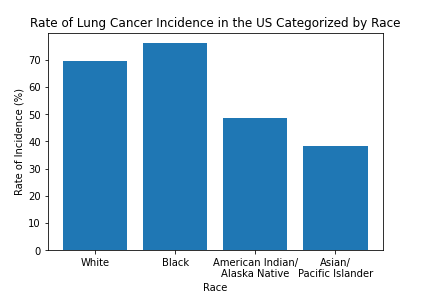 Rate of Lung Cancer Incidence in the US Categorized by Race
Rate of Incidence (%)
70
60
50
40
30
20
10
0
White
Black
American Indian/
Alaska Native
Asian/
Pacific Islander
Race